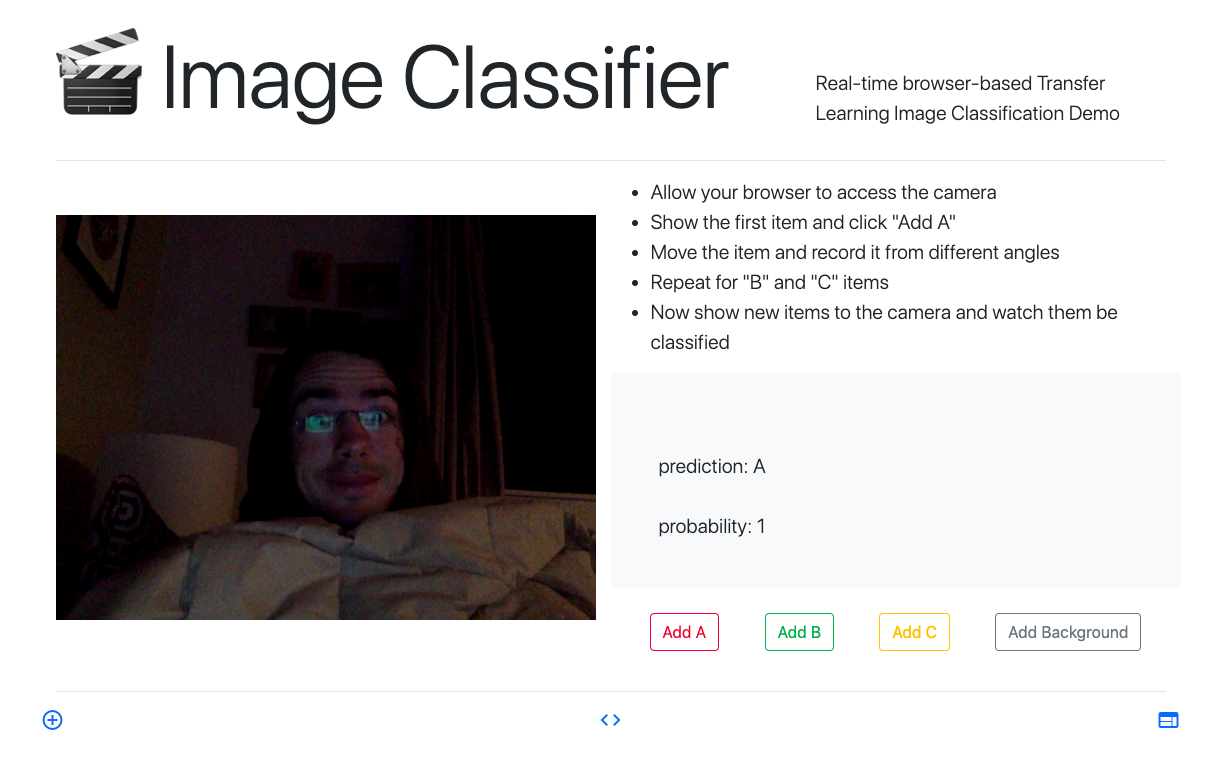 Image Classifier
Real-time browser-based Transfer
Learning Image Classification Demo
Allow your browser to access the camera
Show the first item and click "Add A"
Move the item and record it from different angles
Repeat for "B" and "C" items
Now show new items to the camera and watch them be
classified
prediction: A
probability: 1
Add A
Add B
Add C
Add Background